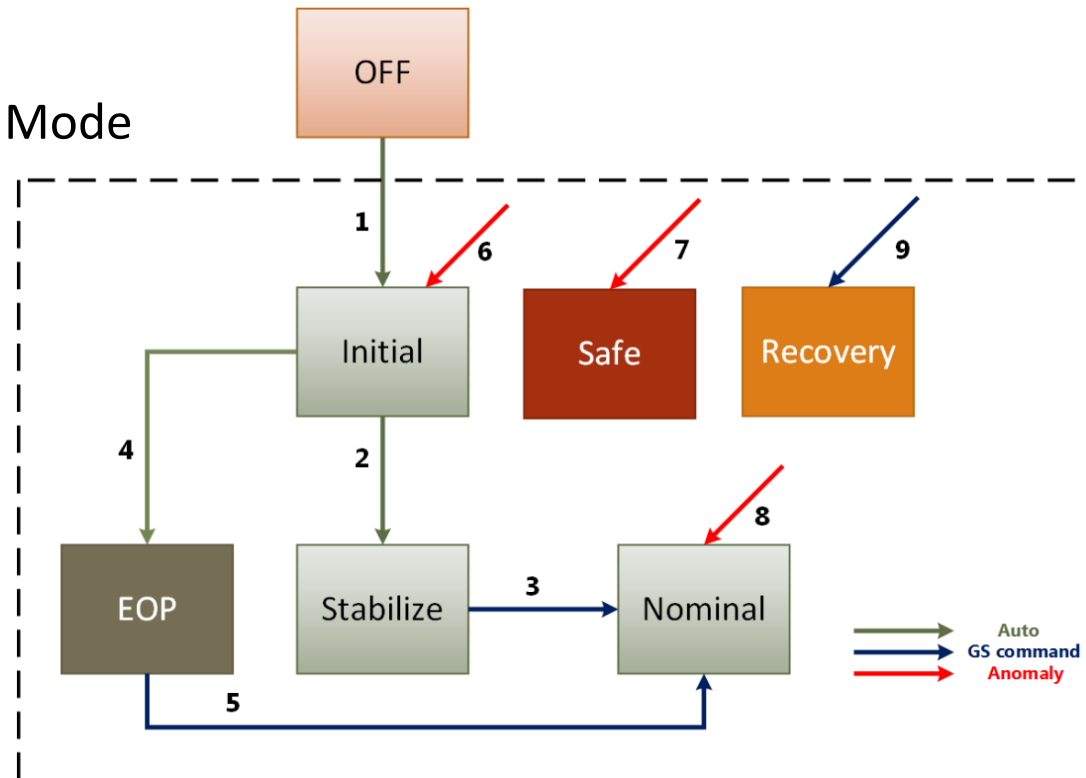 OFF
Mode
1
6
7
9
Initial
Safe
Recovery
4
2
8
EOP
Stabilize
3
Nominal
Auto
GS command
Anomaly
5